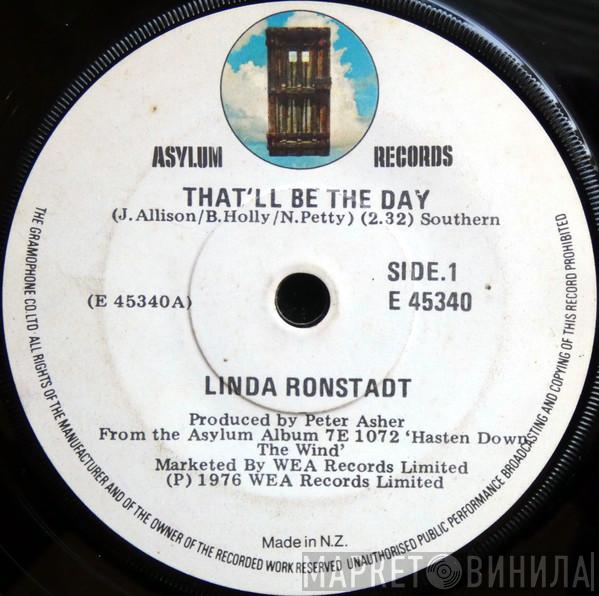 ASYLUM RECORDS
THAT'LL BE THE DAY
(J. Allison/B. Holly/N. Petty) (2.32) Southern
SIDE.1
(E 45340A) E 45340
LINDA RONSTADT
Produced by Peter Asher
From the Asylum Album 7E 1072 'Hasten Down
The Wind'
Marketed By WEA Records Limited
(P) 1976 WEA Records Limited
Made in N.Z.
THE GRAMOPHONE CO. LTD. ALL RIGHTS OF THE MANUFACTURER AND OF THE OWNER OF THE RECORDED WORK RESERVED UNAUTHORISED PUBLIC PERFORMANCE BROADCASTING AND COPYING OF THIS RECORD PROHIBITED
МАРКЕТ ВИНИЛА